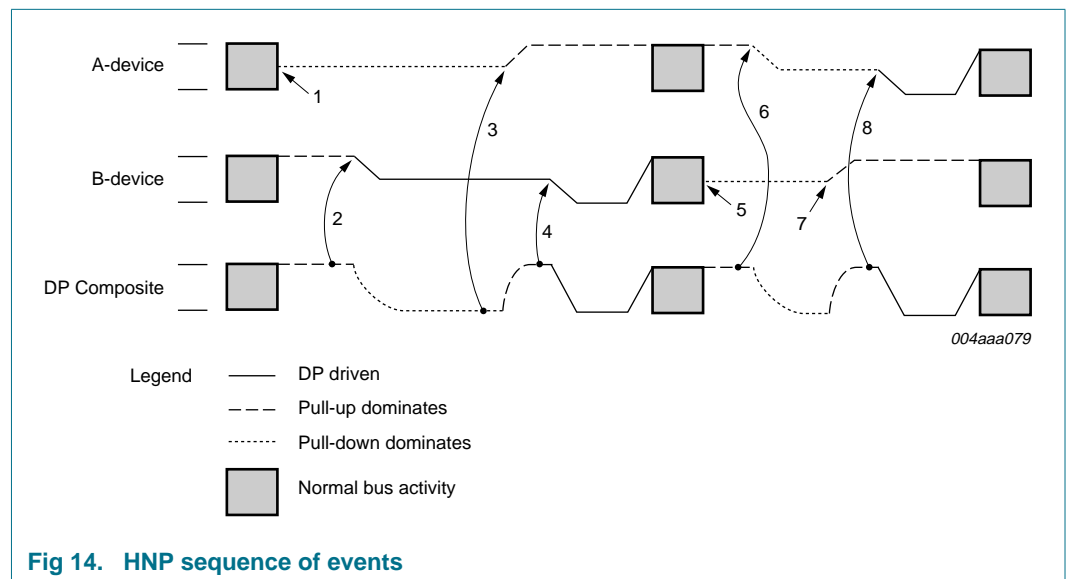 A-device
1
3
6
8
B-device
2
4
5
7
DP Composite
004aaa079
Legend
DP driven
Pull-up dominates
Pull-down dominates
Normal bus activity
Fig 14. HNP sequence of events